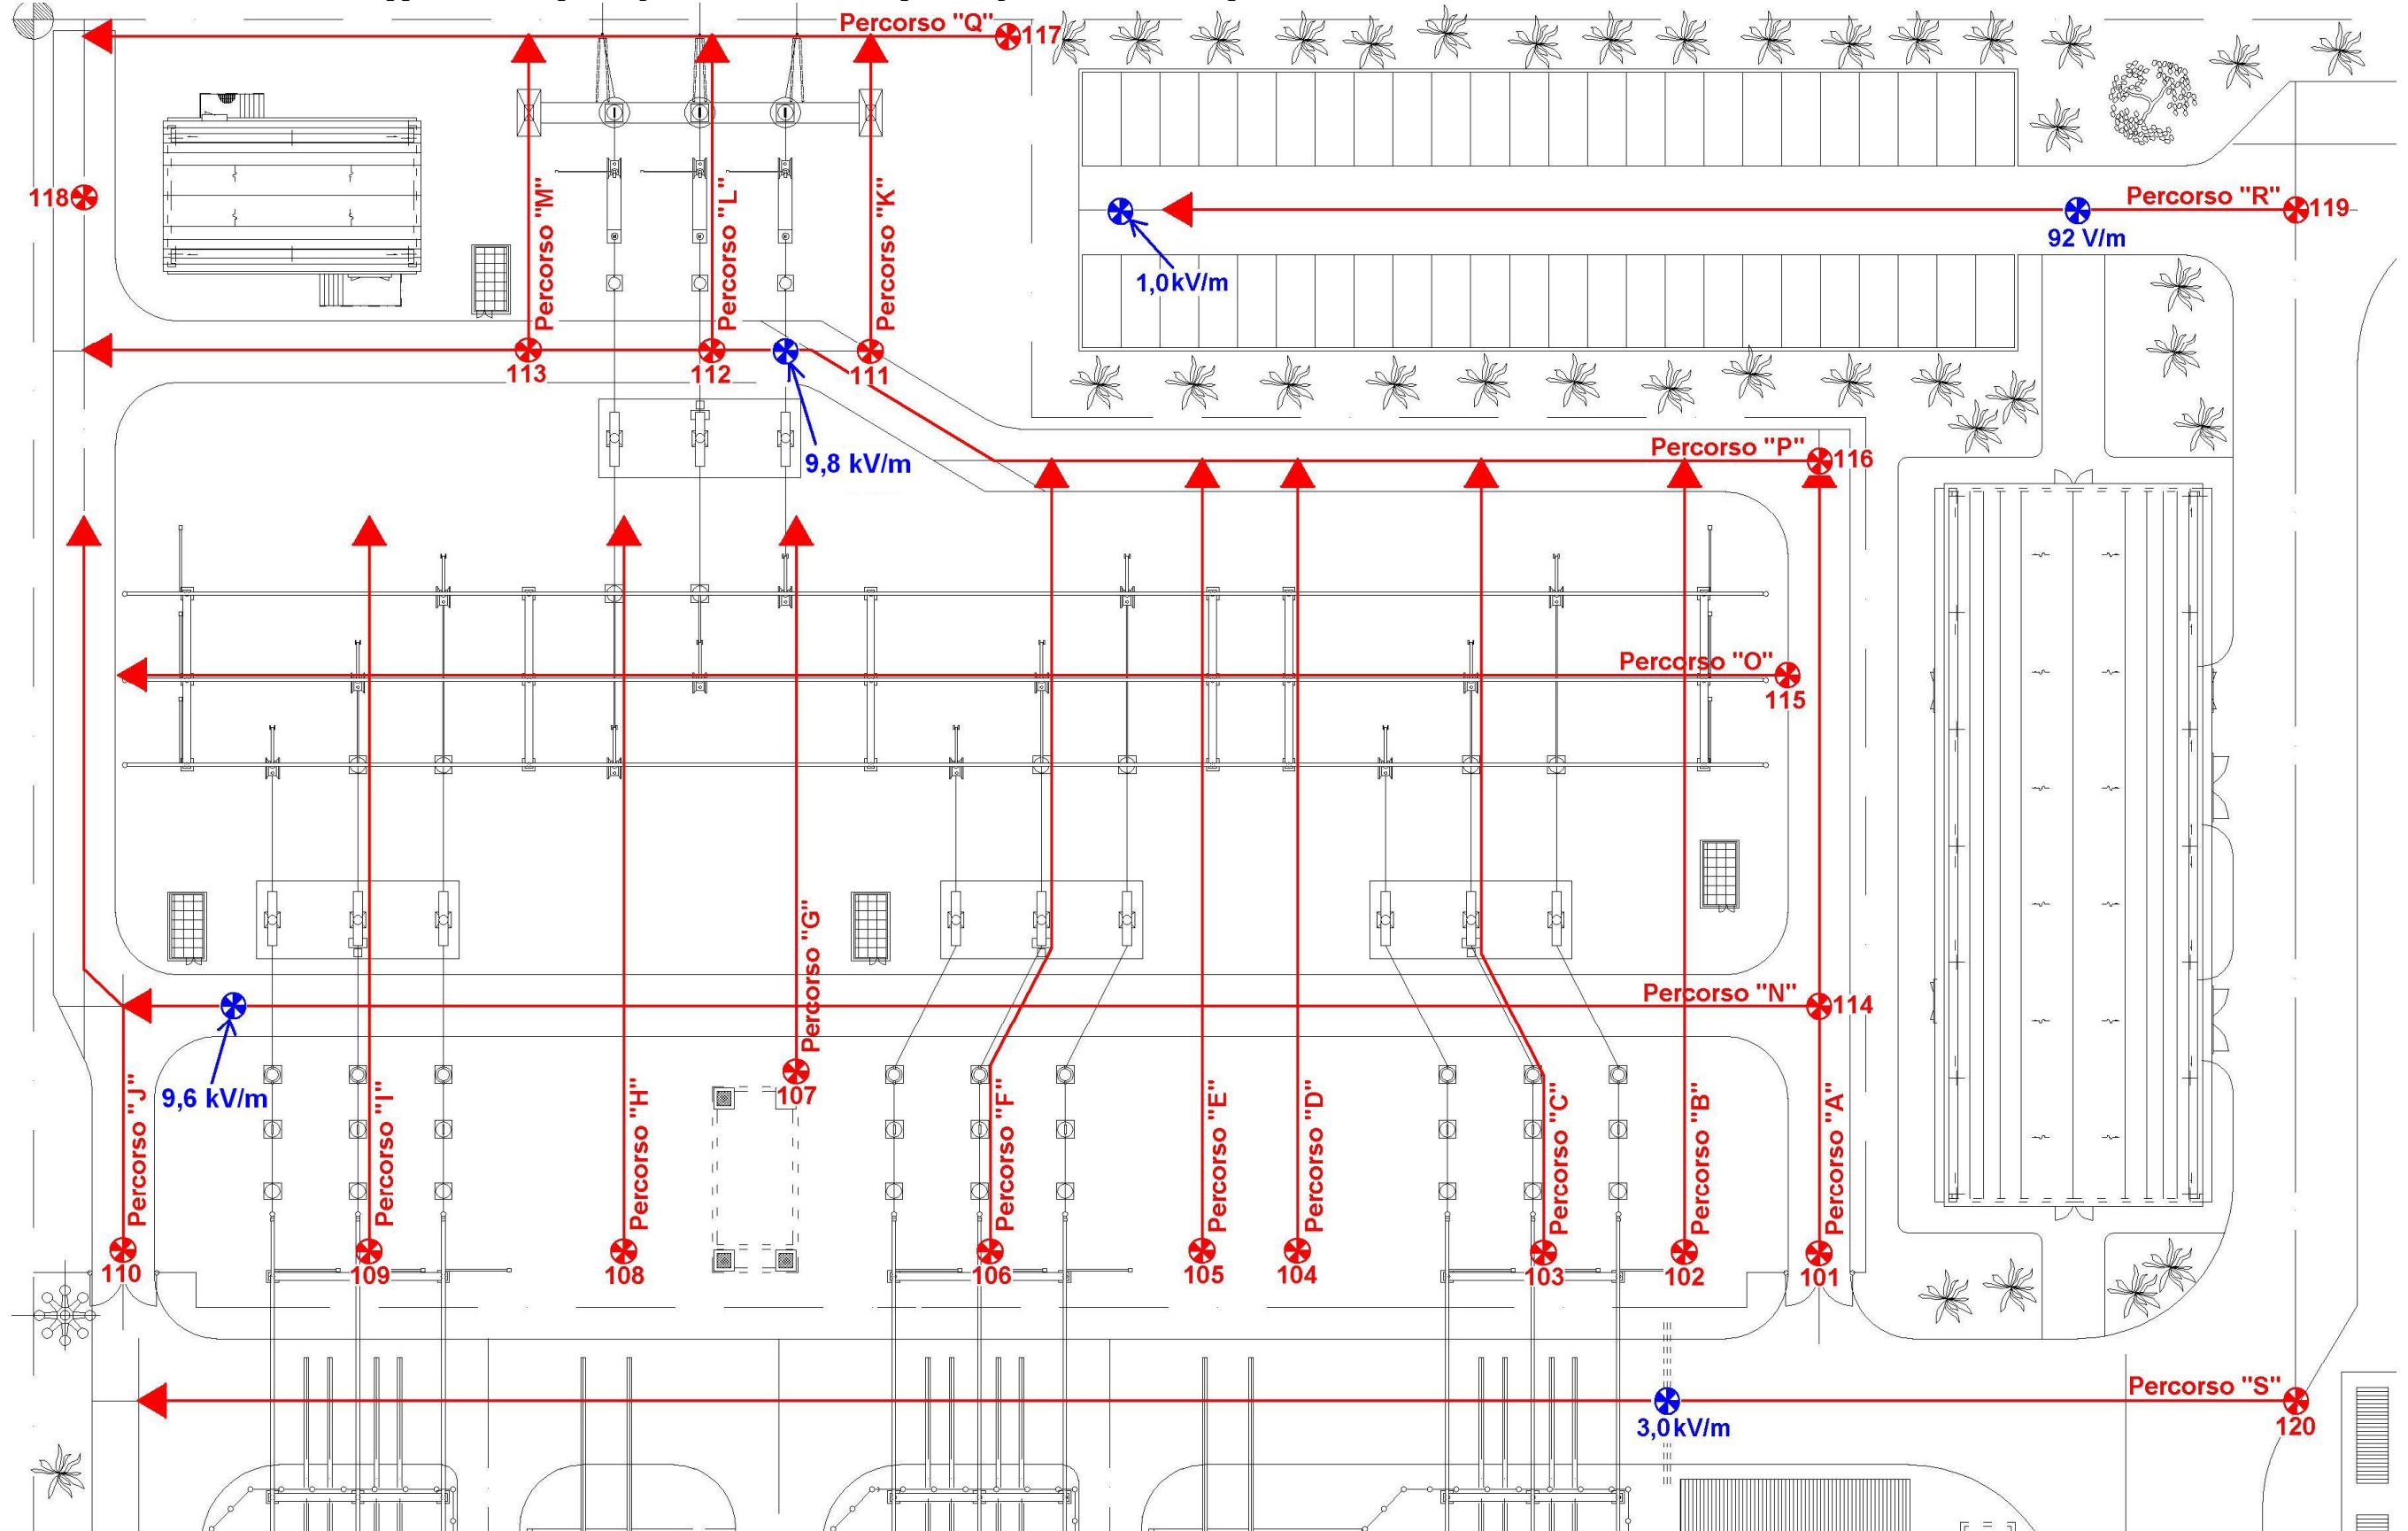 Percorso "Q"
117
118
Percorso "M"
Percorso "L"
Percorso "K"
Percorso "R"
119
92 V/m
1,0kV/m
113
112
111
9,8 kV/m
Percorso "P"
116
Percorso "O"
115
Percorso "G"
Percorso "N"
114
9,6 kV/m
107
Percorso "J"
Percorso "I"
Percorso "H"
Percorso "F"
Percorso "E"
Percorso "D"
Percorso "C"
Percorso "B"
Percorso "A"
110
109
108
106
105
104
103
102
101
Percorso "S"
3,0kV/m
120